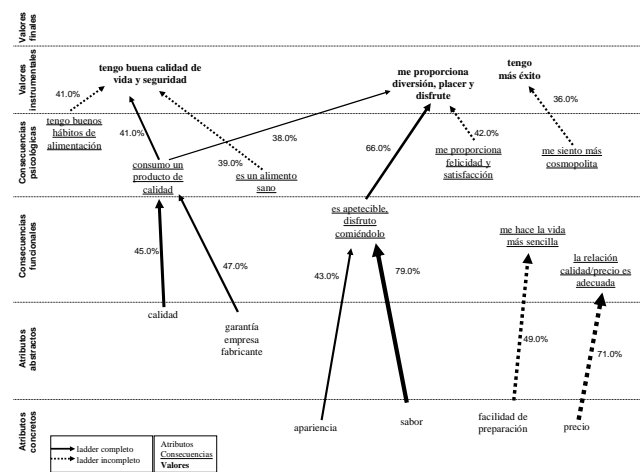 Valores
finales
Valores
instrumentales
tengo buena calidad de
vida y seguridad
me proporciona
diversión, placer y
disfrute
tengo
más éxito
41.0%
36.0%
Consecuencias
psicológicas
tengo buenos
hábitos de
alimentación
41.0%
38.0%
39.0%
66.0%
42.0%
consumo un
producto de
calidad
es un alimento
sano
me proporciona
felicidad y
satisfacción
me siento más
cosmopolita
Consecuencias
funcionales
es apetecible,
disfruto
comiéndolo
me hace la vida
más sencilla
la relación
calidad/precio es
adecuada
45.0%
47.0%
43.0%
79.0%
Atributos
abstractos
calidad
garantía
empresa
fabricante
49.0%
71.0%
Atributos
concretos
apariencia
sabor
facilidad de
preparación
precio
ladder completo
ladder incompleto
Atributos
Consecuencias
Valores